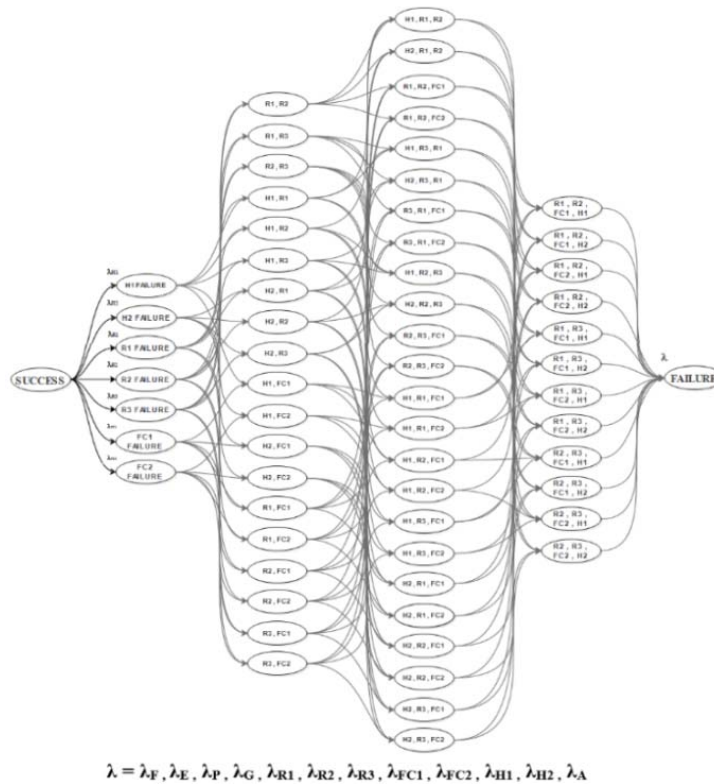 SUCCESS
H1 FAILURE
H2 FAILURE
R1 FAILURE
R2 FAILURE
R3 FAILURE
FC1
FAILURE
FC2
FAILURE
R1, R2
R1, R3
R2, R3
H1, R1
H1, R2
H1, R3
H2, R1
H2, R2
H2, R3
H1, FC1
H1, FC2
H2, FC1
H2, FC2
R1, FC1
R1, FC2
R2, FC1
R2, FC2
R3, FC1
R3, FC2
H1, R1, R2
H2, R1, R2
R1, R2, FC1
R1, R2, FC2
H1, R3, R1
H2, R3, R1
R3, R1, FC1
R3, R1, FC2
H1, R2, R3
H2, R2, R3
R2, R3, FC1
R2, R3, FC2
H1, R1, FC1
H1, R1, FC2
H1, R2, FC1
H1, R2, FC2
H1, R3, FC1
H1, R3, FC2
H2, R1, FC1
H2, R1, FC2
H2, R2, FC1
H2, R2, FC2
H2, R3, FC1
H2, R3, FC2
R1, R2,
FC1, H1
R1, R2,
FC1, H2
R1, R2,
FC2, H1
R1, R2,
FC2, H2
R1, R3,
FC1, H1
R1, R3,
FC1, H2
R1, R3,
FC2, H1
R1, R3,
FC2, H2
R2, R3,
FC1, H1
R2, R3,
FC1, H2
R2, R3,
FC2, H1
R2, R3,
FC2, H2
λ
FAILURE
λ = λF , λE , λP , λG , λR1 , λR2 , λR3 , λFC1 , λFC2 , λH1 , λH2 , λA